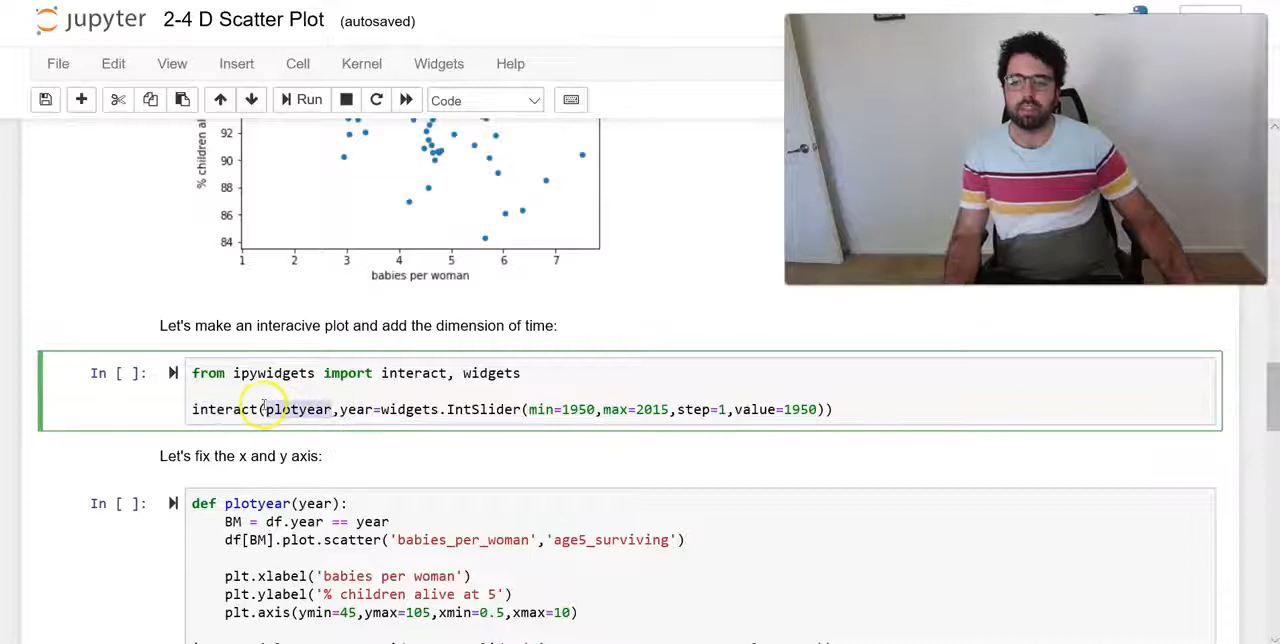 jupyter 2-4 D Scatter Plot (autosaved)
File Edit View Insert Cell Kernel Widgets Help
Run Code
92
90
88
86
84
% children al
1 2 3 4 5 6 7
babies per woman
Let's make an interacive plot and add the dimension of time:
In [ ]:
from ipywidgets import interact, widgets
interact(plotyear,year=widgets.IntSlider(min=1950,max=2015,step=1,value=1950))
Let's fix the x and y axis:
In [ ]:
def plotyear(year):
BM = df.year == year
df[BM].plot.scatter('babies_per_woman','age5_surviving')
plt.xlabel('babies per woman')
plt.ylabel('% children alive at 5')
plt.axis(ymin=45,ymax=105,xmin=0.5,xmax=10)